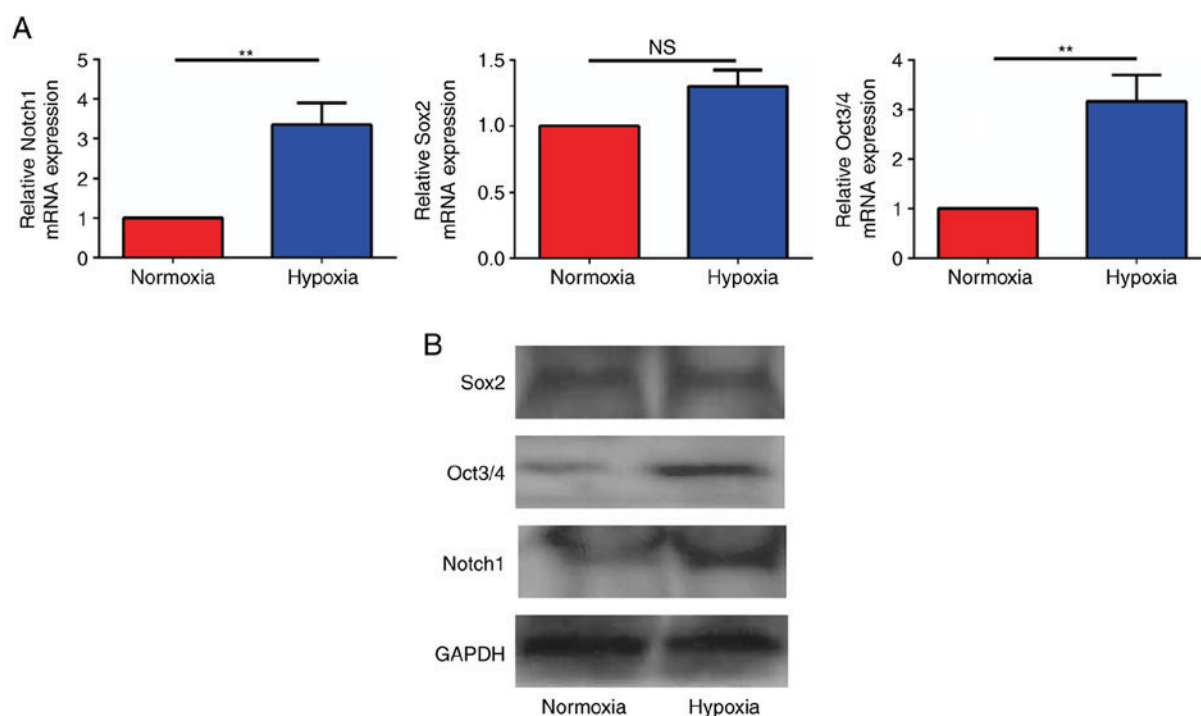 A
Relative Notch1
mRNA expression
5
4
3
2
1
0
**
Normoxia
Hypoxia
Relative Sox2
mRNA expression
1.5
1.0
0.5
0.0
NS
Normoxia
Hypoxia
Relative Oct3/4
mRNA expression
4
3
2
1
0
**
Normoxia
Hypoxia
B
Sox2
Oct3/4
Notch1
GAPDH
Normoxia
Hypoxia